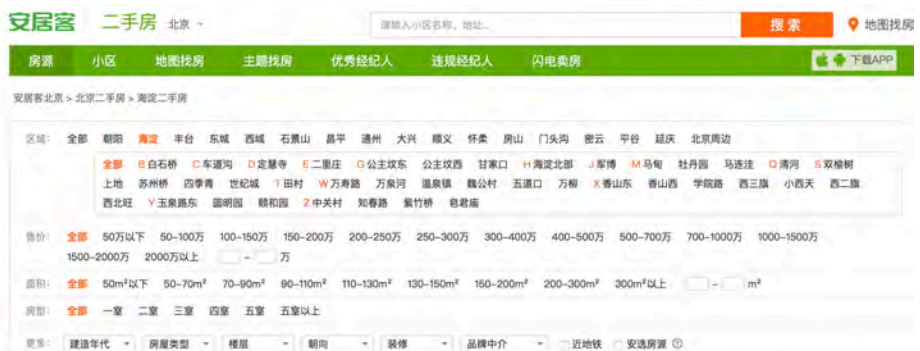 安居客 二手房 北京
请输入小区名称、地址...
搜索 地图找房
房源 小区 地图找房 主题找房 优秀经纪人 违规经纪人 闪电卖房 下载APP
安居客北京 > 北京二手房 > 海淀二手房
区域: 全部 朝阳 海淀 丰台 东城 西城 石景山 昌平 通州 大兴 顺义 怀柔 房山 门头沟 密云 平谷 延庆 北京周边
全部 B 白石桥 C 车道沟 D 定慧寺 E 二里庄 G 公主坟东 公主坟西 甘家口 H 海淀北部 J 军博 M 马甸 牡丹园 马连洼 Q 清河 S 双榆树
上地 苏州桥 四季青 世纪城 T 田村 W 万寿路 万泉河 温泉镇 魏公村 五道口 万柳 X 香山东 香山西 学院路 西三旗 小西天 西二旗
西北旺 Y 玉泉路东 圆明园 颐和园 Z 中关村 知春路 紫竹桥 皂君庙
售价: 全部 50万以下 50-100万 100-150万 150-200万 200-250万 250-300万 300-400万 400-500万 500-700万 700-1000万 1000-1500万
1500-2000万 2000万以上 - 万
面积: 全部 50m²以下 50-70m² 70-90m² 90-110m² 110-130m² 130-150m² 150-200m² 200-300m² 300m²以上 - m²
房型: 全部 一室 二室 三室 四室 五室 五室以上
更多: 建造年代 房屋类型 楼层 朝向 装修 品牌中介 近地铁 安选房源